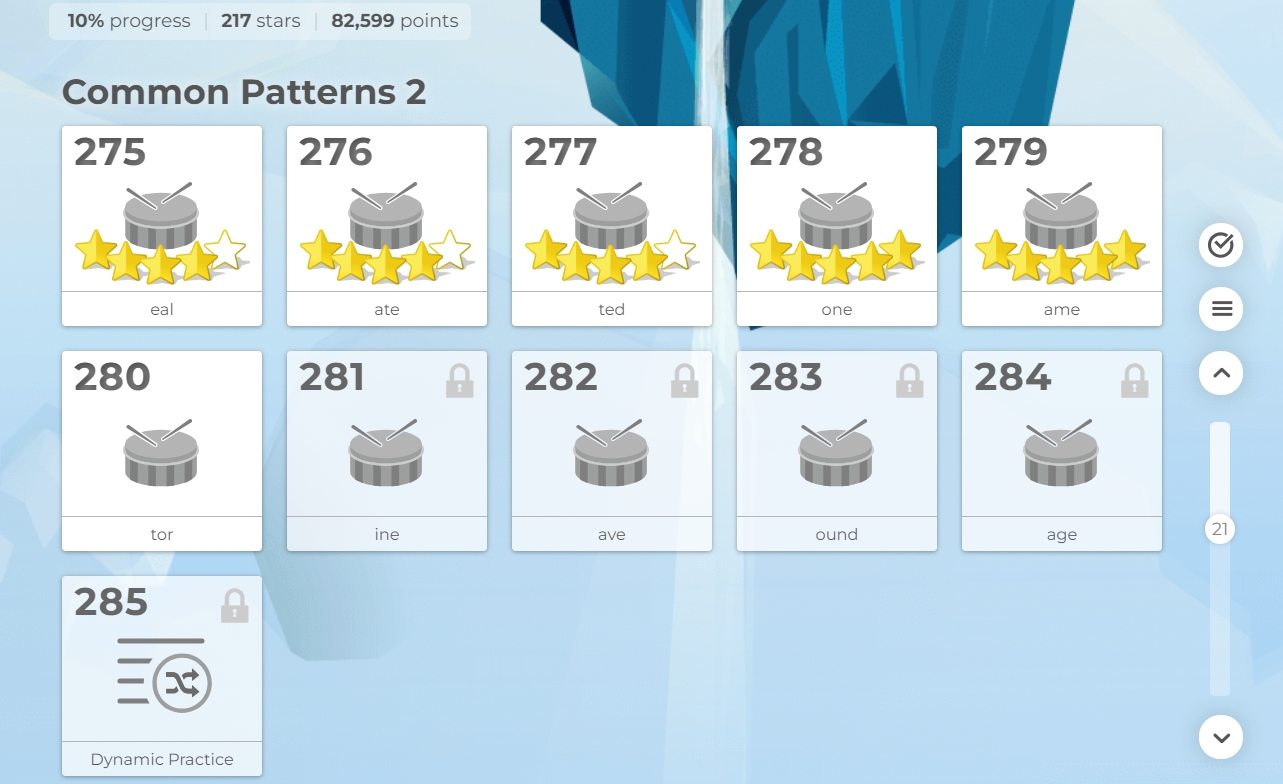 10% progress | 217 stars | 82,599 points
Common Patterns 2
275 276 277 278 279
eal ate ted one ame
280 281 282 283 284
tor ine ave ound age
21
285
Dynamic Practice